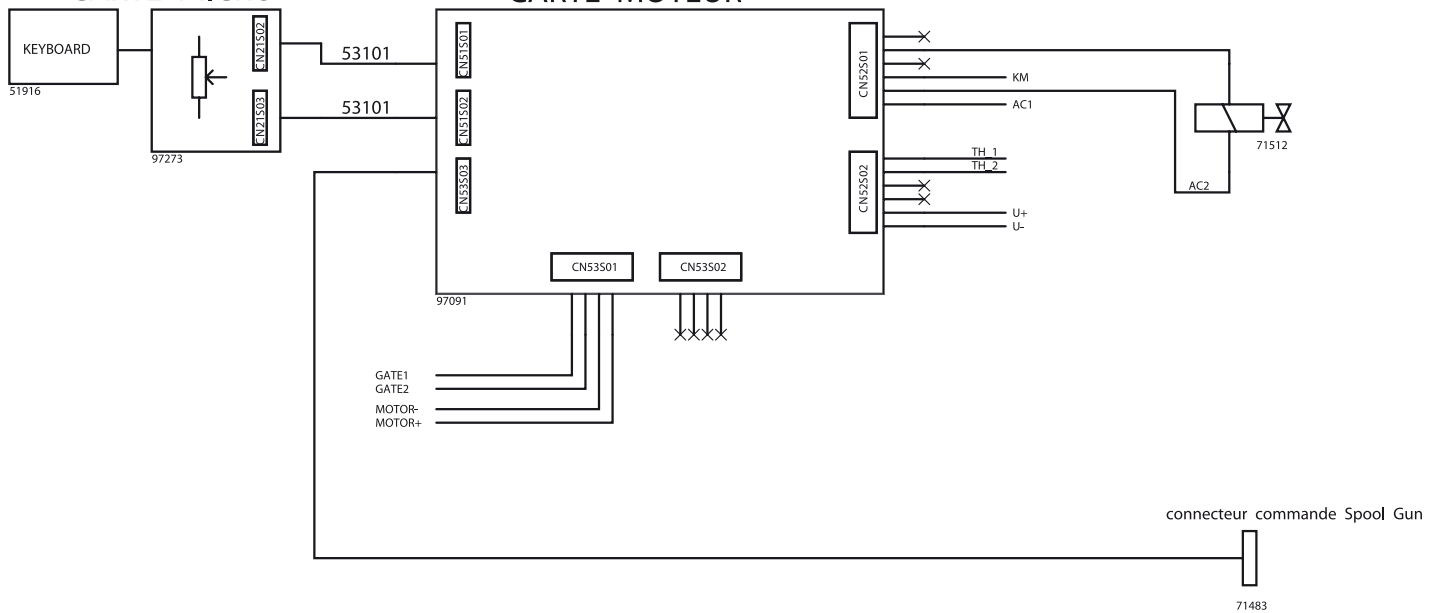 CARTE MOTEUR
KEYBOARD
51916
CN21S02
CN21S03
97273
53101
53101
CN51S01
CN51S02
CN53S03
CN52S01
CN52S02
KM
AC1
TH_1
TH_2
U+
U-
AC2
71512
CN53S01
CN53S02
97091
GATE1
GATE2
MOTOR-
MOTOR+
connecteur commande Spool Gun
71483